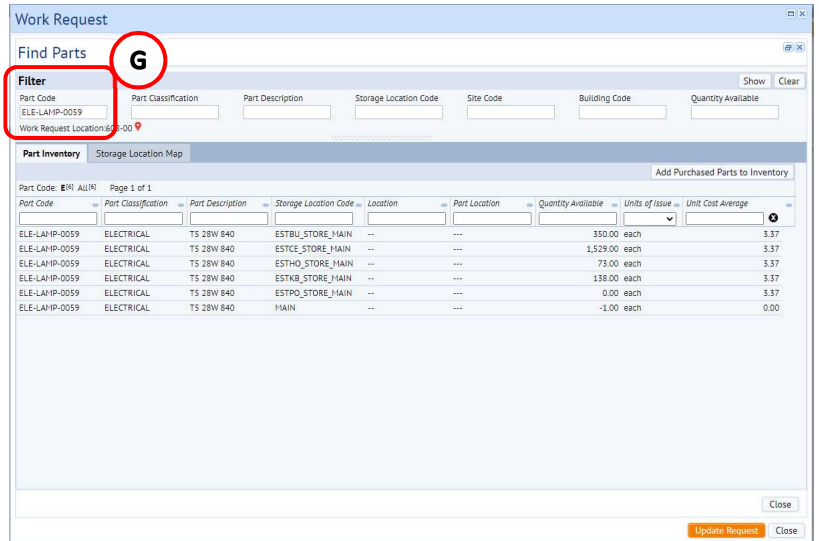 Work Request
Find Parts
G
Filter
Show Clear
Part Code Part Classification Part Description Storage Location Code Site Code Building Code Quantity Available
ELE-LAMP-0059
Work Request Location: -00
Part Inventory Storage Location Map
Add Purchased Parts to Inventory
Part Code: E[6] All[6] Page 1 of 1
Part Code Part Classification Part Description Storage Location Code Location Part Location Quantity Available Units of Issue Unit Cost Average
ELE-LAMP-0059 ELECTRICAL T5 28W 840 ESTBU_STORE_MAIN -- --- 350.00 each 3.37
ELE-LAMP-0059 ELECTRICAL T5 28W 840 ESTCE_STORE_MAIN -- --- 1,529.00 each 3.37
ELE-LAMP-0059 ELECTRICAL T5 28W 840 ESTHO_STORE_MAIN -- --- 73.00 each 3.37
ELE-LAMP-0059 ELECTRICAL T5 28W 840 ESTKB_STORE_MAIN -- --- 138.00 each 3.37
ELE-LAMP-0059 ELECTRICAL T5 28W 840 ESTPO_STORE_MAIN -- --- 0.00 each 3.37
ELE-LAMP-0059 ELECTRICAL T5 28W 840 MAIN -- --- -1.00 each 0.00
Close
Update Request Close